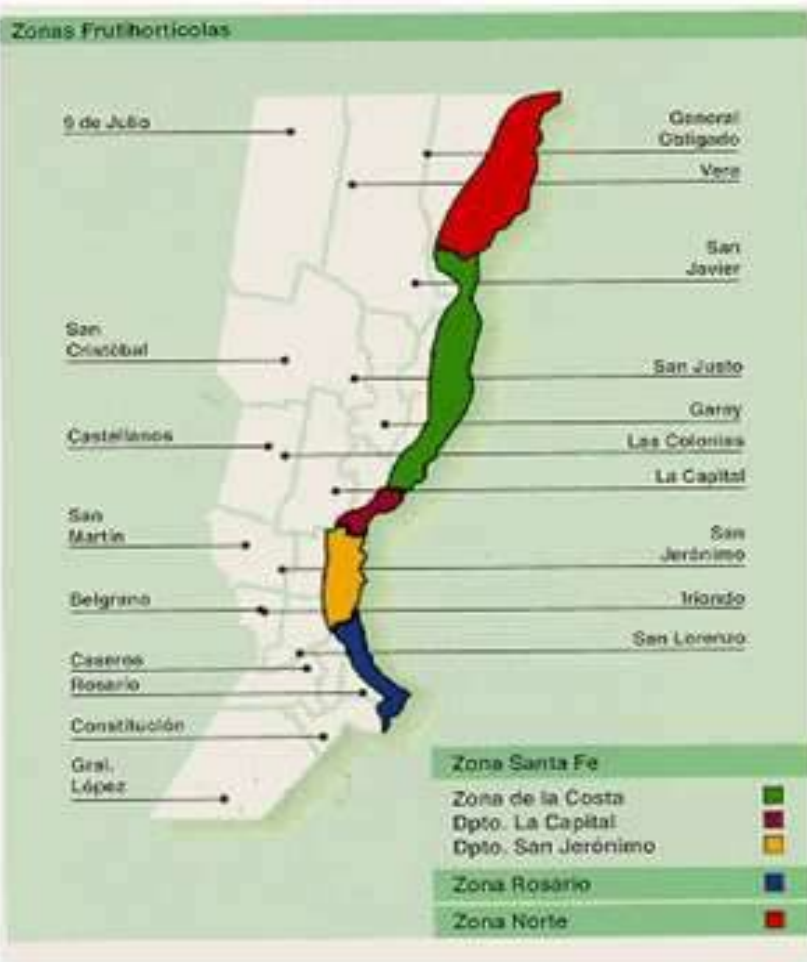 Zonas Frutihortícolas
9 de Julio
General
Obligado
Vera
San
Javier
San
Cristóbal
San Justo
Garay
Castellanos
Las Colonias
La Capital
San
Martín
San
Jerónimo
Belgrano
Iriondo
San Lorenzo
Caseros
Rosario
Constitución
Gral.
López
Zona Santa Fe
Zona de la Costa
Dpto. La Capital
Dpto. San Jerónimo
Zona Rosário
Zona Norte